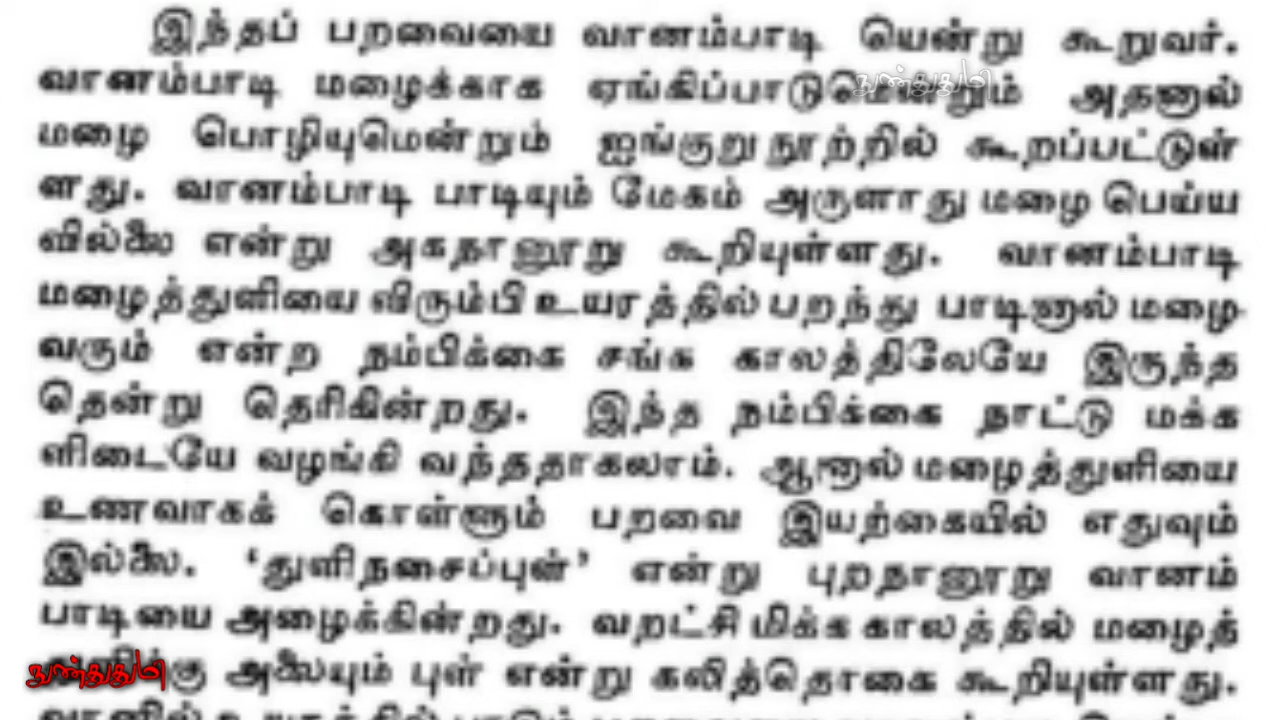 இந்தப் பறவையை வானம்பாடி யென்று கூறுவர்.
வானம்பாடி மழைக்காக ஏங்கிப்பாடுமென்றும் அதனால்
மழை பொழியுமென்றும் ஐங்குறுநூற்றில் கூறப்பட்டுள்
ளது. வானம்பாடி பாடியும் மேகம் அருளாது மழை பெய்ய
வில்லை என்று அகநானூறு கூறியுள்ளது. வானம்பாடி
மழைத்துளியை விரும்பி உயரத்தில் பறந்து பாடினால் மழை
வரும் என்ற நம்பிக்கை சங்க காலத்திலேயே இருந்த
தென்று தெரிகின்றது. இந்த நம்பிக்கை நாட்டு மக்க
ளிடையே வழங்கி வந்ததாகலாம். ஆனால் மழைத்துளியை
உணவாகக் கொள்ளும் பறவை இயற்கையில் எதுவும்
இல்லை. ‘துளிநசைப்புள்’ என்று புறநானூறு வானம்
பாடியை அழைக்கின்றது. வறட்சி மிக்க காலத்தில் மழைத்
அலையும் புள் என்று கலித்தொகை கூறியுள்ளது.